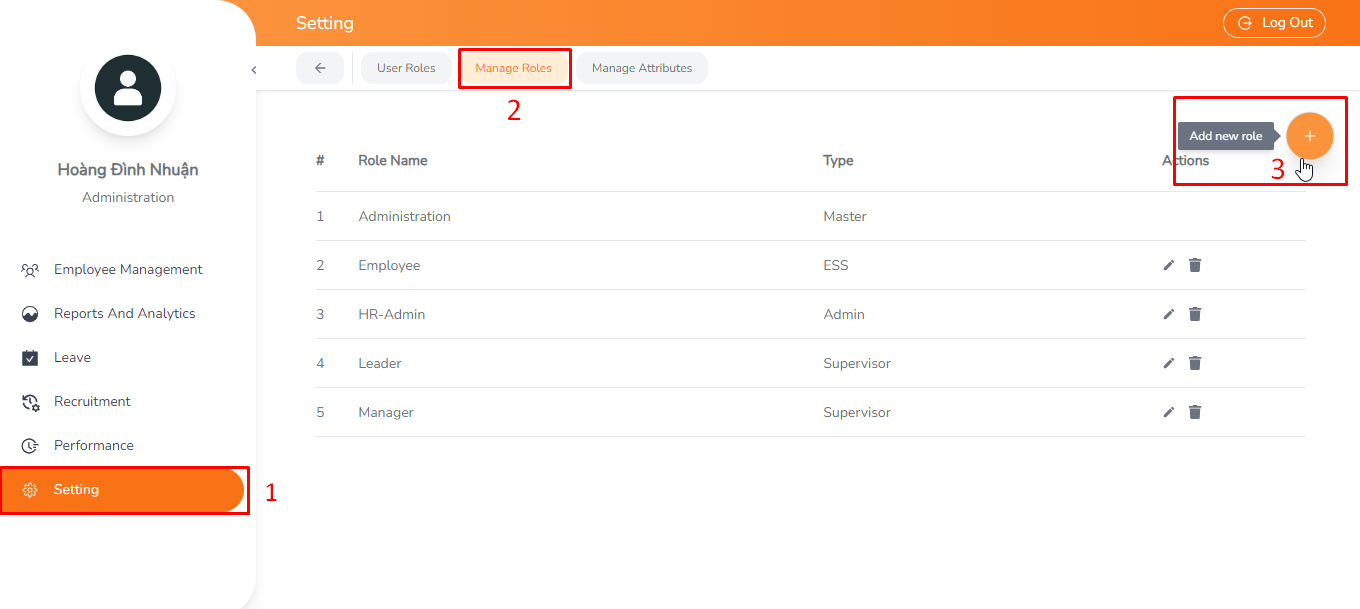 Setting
Log Out
User Roles
Manage Roles
Manage Attributes
2
Hoàng Đình Nhuận
Administration
Employee Management
Reports And Analytics
Leave
Recruitment
Performance
Setting
1
Add new role
3
# Role Name Type Actions
1 Administration Master
2 Employee ESS
3 HR-Admin Admin
4 Leader Supervisor
5 Manager Supervisor